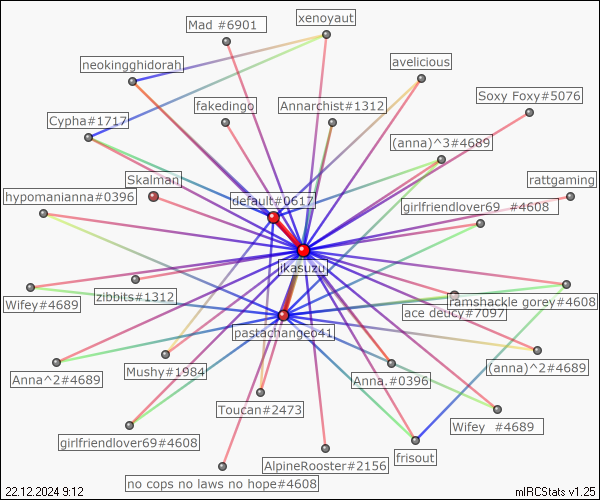 xenoyaut
Mad #6901
neokingghidorah
avelicious
Soxy Foxy#5076
fakedingo
Annarchist#1312
Cypha#1717
(anna)^3#4689
Skalman
rattgaming
hypomanianna#0396
default#0617
girlfriendlover69 #4608
jikasuzu
zibbits#1312
Wifey#4689
ramshackle gorey#4608
ace deucy#7097
pastachangeo41
(anna)^2#4689
Mushy#1984
Anna^2#4689
Anna.#0396
Toucan#2473
Wifey #4689
girlfriendlover69#4608
frisout
AlpineRooster#2156
no cops no laws no hope#4608
22.12.2024 9:12
mIRCStats v1.25